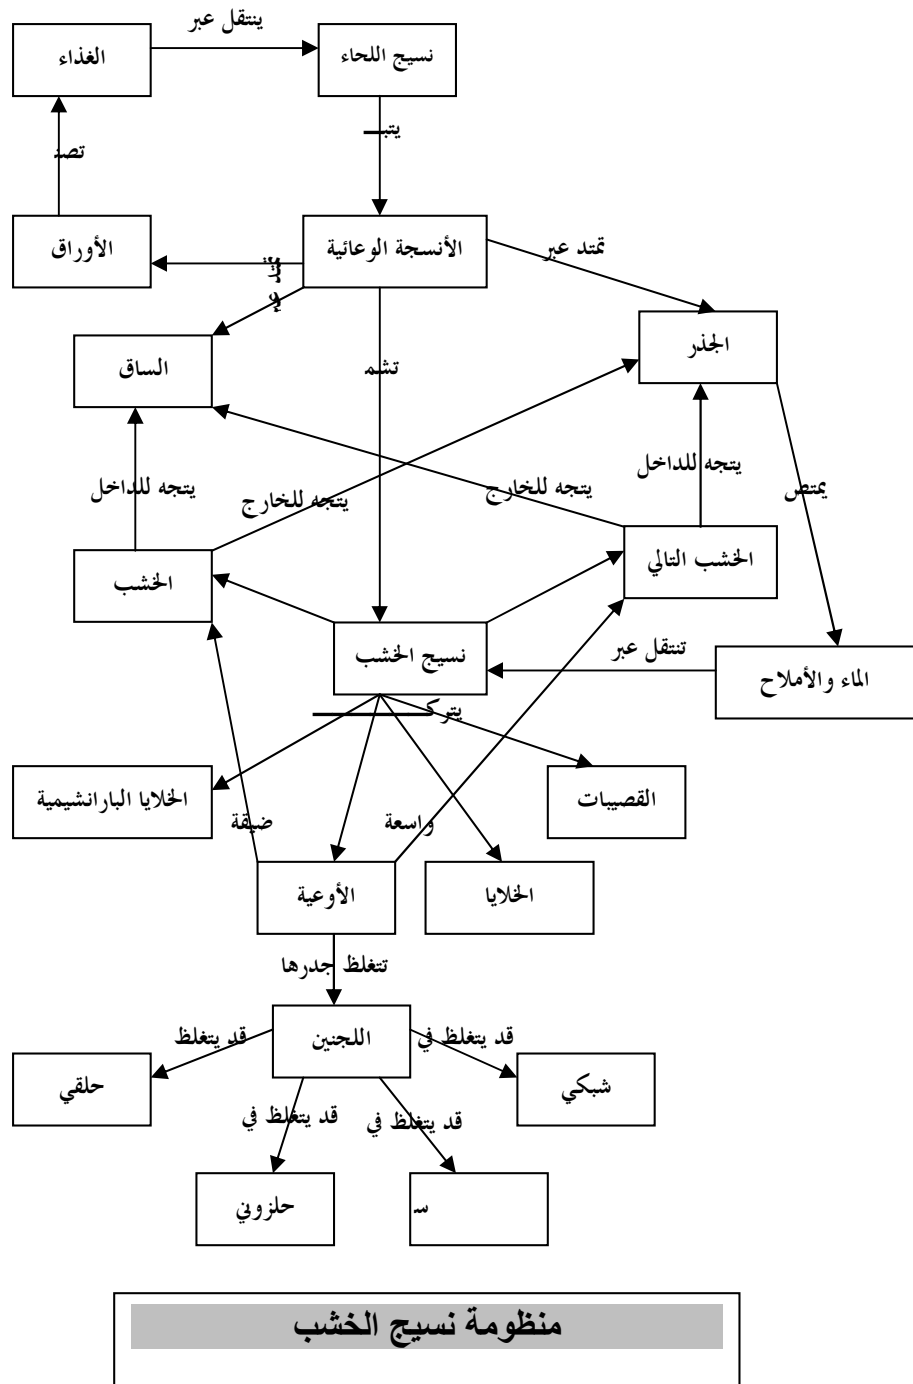 ينتقل عبر
نسيج اللحاء
الغذاء
الأوراق
الأنسجة الوعائية
تمتد عبر
الجذر
الساق
يتجه للداخل
يتجه للخارج
يتجه للخارج
يتجه للداخل
يمتص
الخشب التالي
الخشب
نسيج الخشب
تنتقل عبر
الماء والأملاح
القصيبات
الخلايا البارانشيمية
واسعة
ضيقة
الخلايا
الأوعية
تتغلظ جدرها
اللجنين
قد يتغلظ في
قد يتغلظ
شبكي
حلقي
قد يتغلظ في
قد يتغلظ في
حلزوني
منظومة نسيج الخشب